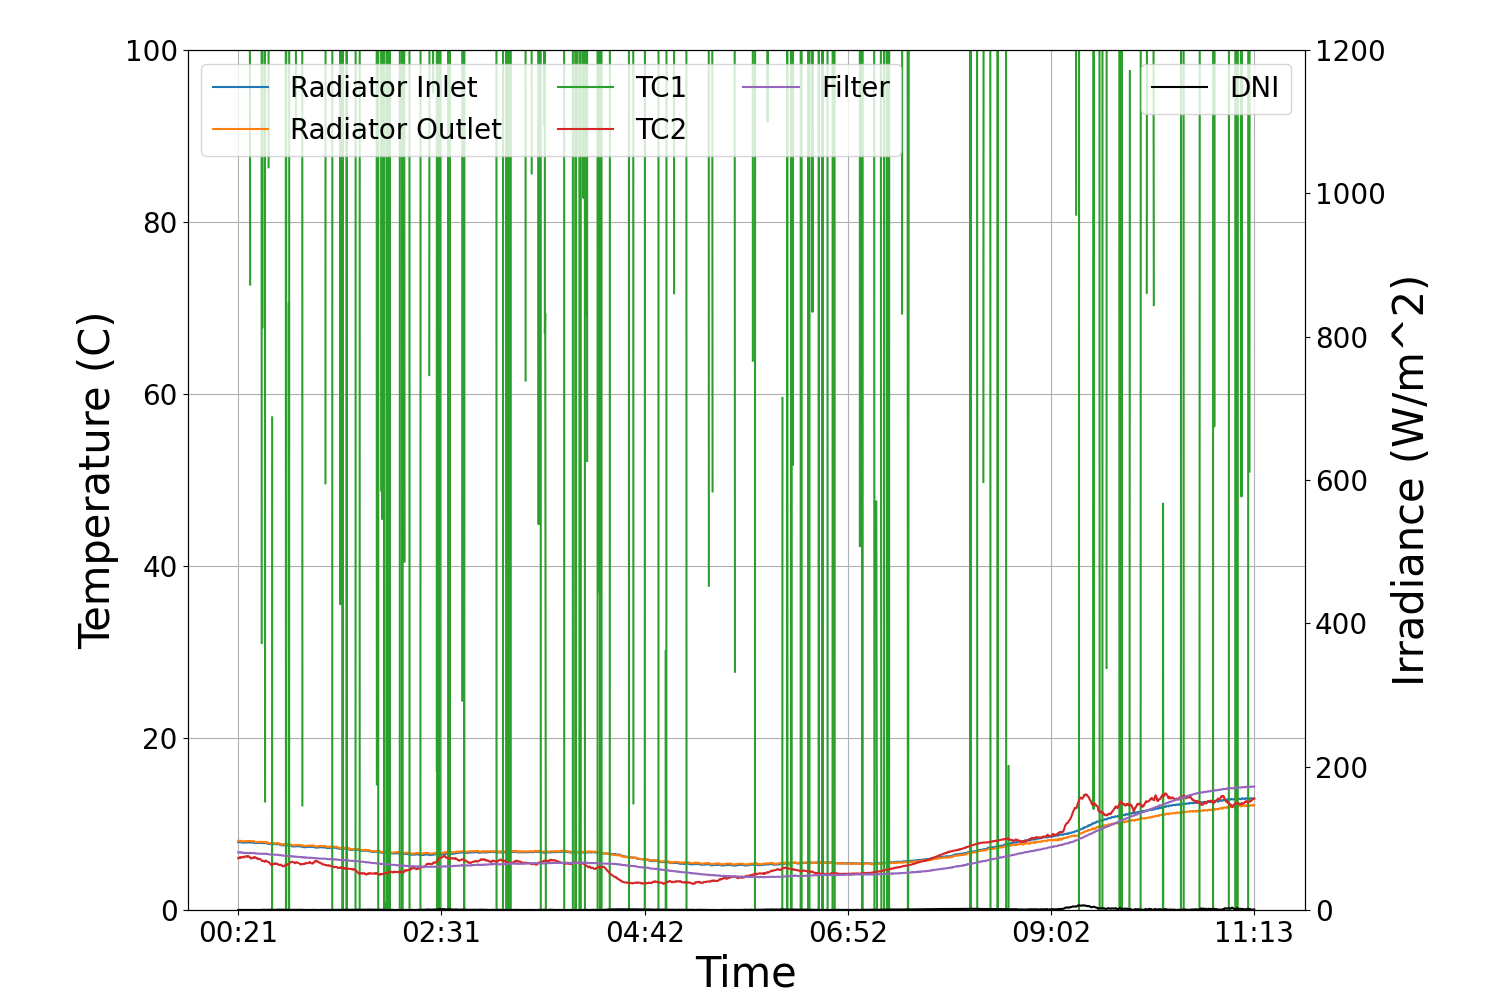 Radiator Inlet
Radiator Outlet
TC1
TC2
Filter
DNI
100
80
60
40
20
0
Temperature (C)
1200
1000
800
600
400
200
0
Irradiance (W/m^2)
00:21 02:31 04:42 06:52 09:02 11:13
Time